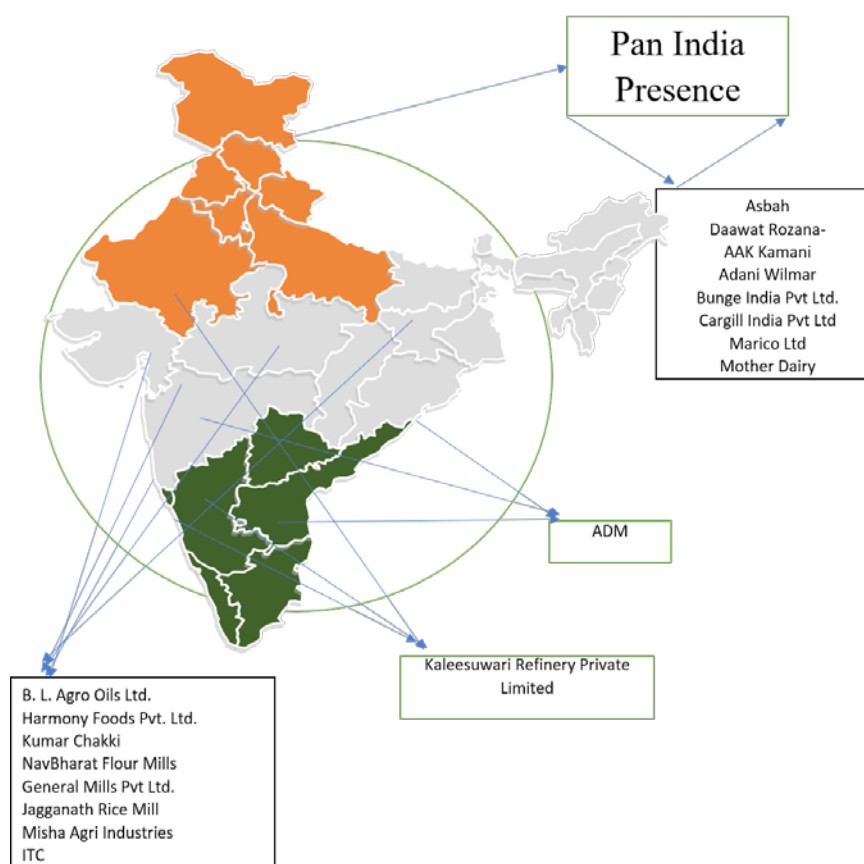 Pan India
Presence
Asbah
Daawat Rozana-
AAK Kamani
Adani Wilmar
Bunge India Pvt Ltd.
Cargill India Pvt Ltd
Marico Ltd
Mother Dairy
ADM
Kaleesuwari Refinery Private
Limited
B. L. Agro Oils Ltd.
Harmony Foods Pvt. Ltd.
Kumar Chakki
NavBharat Flour Mills
General Mills Pvt Ltd.
Jagganath Rice Mill
Misha Agri Industries
ITC